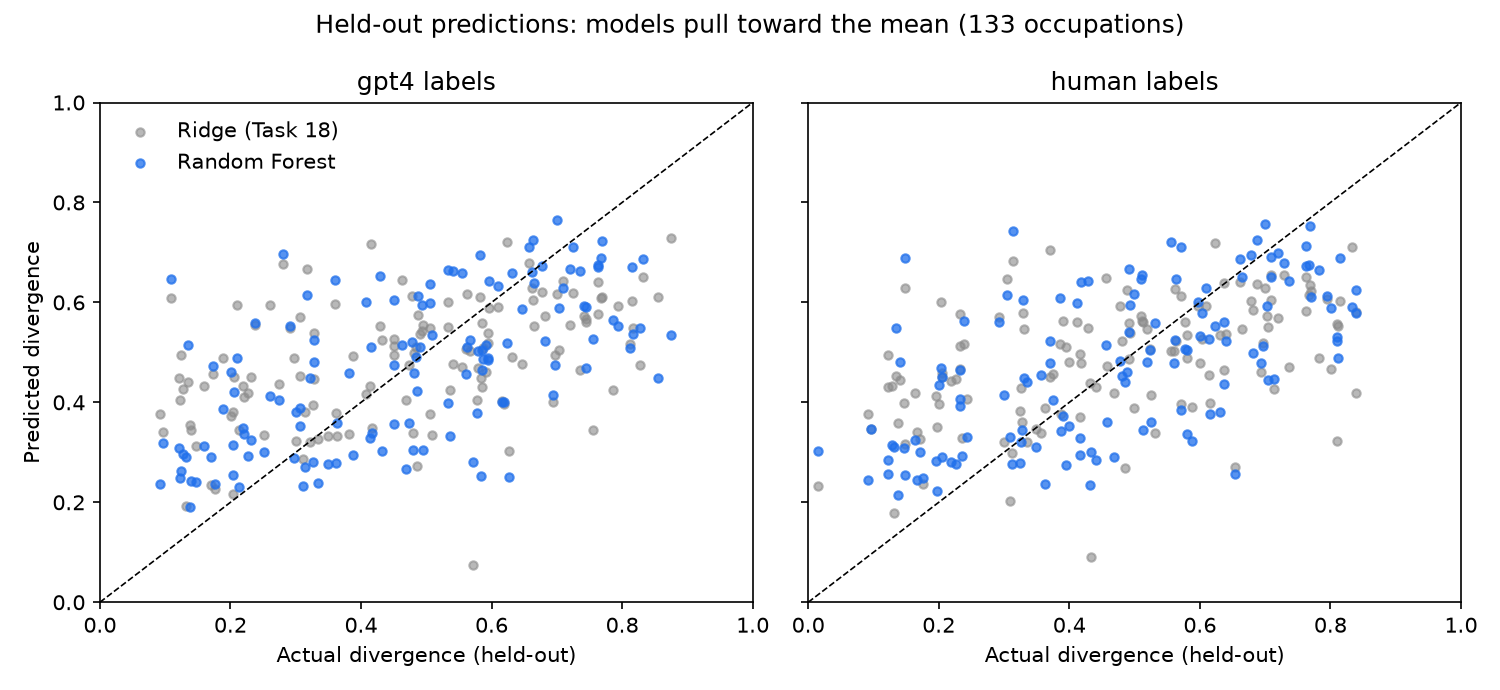 Held-out predictions: models pull toward the mean (133 occupations)
gpt4 labels
human labels
1.0
0.8
0.6
0.4
0.2
0.0
Predicted divergence
Ridge (Task 18)
Random Forest
0.0 0.2 0.4 0.6 0.8 1.0
0.0 0.2 0.4 0.6 0.8 1.0
Actual divergence (held-out)
Actual divergence (held-out)